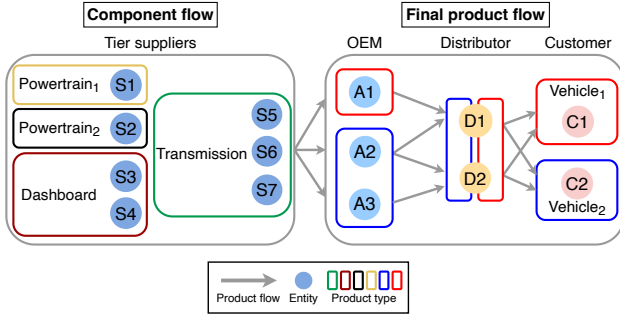 Component flow
Final product flow
Tier suppliers
OEM
Distributor
Customer
Powertrain1
S1
Powertrain2
S2
Dashboard
S3
S4
Transmission
S5
S6
S7
A1
A2
A3
D1
D2
Vehicle1
C1
C2
Vehicle2
Product flow
Entity
Product type